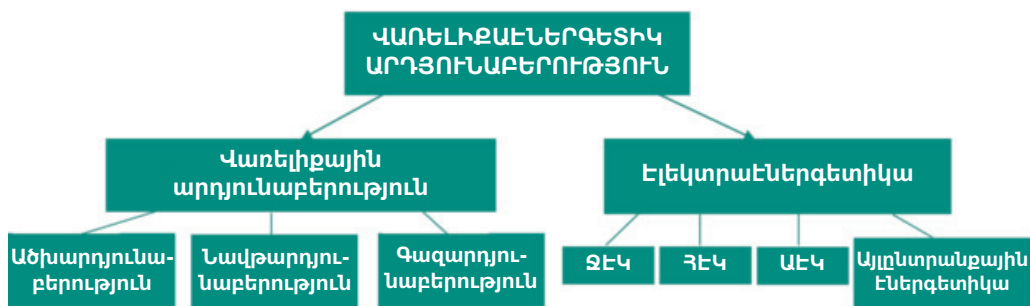 ՎԱՌԵԼԻՔԱԷՆԵՐԳԵՏԻԿ
ԱՐԴՅՈՒՆԱԲԵՐՈՒԹՅՈՒՆ
Վառելիքային
արդյունաբերություն
Էլեկտրաէներգետիկա
Ածխարդյունա-
բերություն
Նավթարդյու-
նաբերություն
Գազարդյու-
նաբերություն
ՋԷԿ
ՀԷԿ
ԱԷԿ
Այլընտրանքային
էներգետիկա